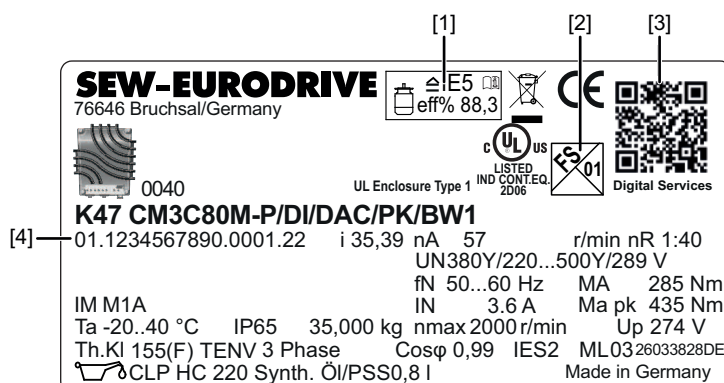 [1] [2] [3]
SEW-EURODRIVE
76646 Bruchsal/Germany
≙ iE5
eff% 88,3
CE
C UL US
LISTED
IND CONT.EQ.
2D06
FS 01
Digital Services
0040
UL Enclosure Type 1
K47 CM3C80M-P/DI/DAC/PK/BW1
[4]
01.1234567890.0001.22 i 35,39 nA 57 r/min nR 1:40
UN380Y/220...500Y/289 V
fN 50...60 Hz MA 285 Nm
IM M1A IN 3.6 A Ma pk 435 Nm
Ta -20..40 °C IP65 35,000 kg nmax 2000 r/min Up 274 V
Th.Kl 155(F) TENV 3 Phase Cosφ 0,99 IES2 ML03 26033828DE
CLP HC 220 Synth. Öl/PSS0,8 l Made in Germany